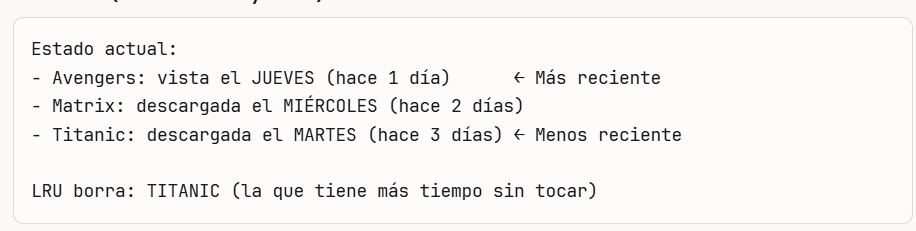 Estado actual:
- Avengers: vista el JUEVES (hace 1 día)      ← Más reciente
- Matrix: descargada el MIÉRCOLES (hace 2 días)
- Titanic: descargada el MARTES (hace 3 días) ← Menos reciente
LRU borra: TITANIC (la que tiene más tiempo sin tocar)